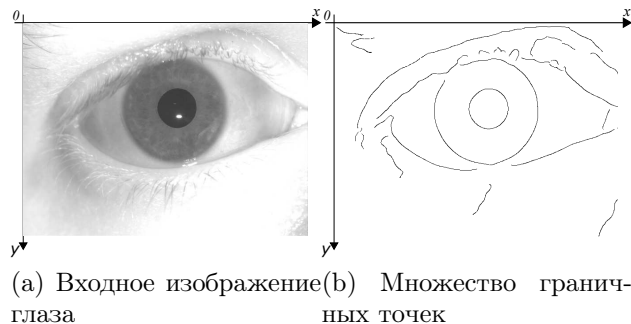 0 x 0 x
y y
(a) Входное изображение
глаза
(b) Множество гранич-
ных точек